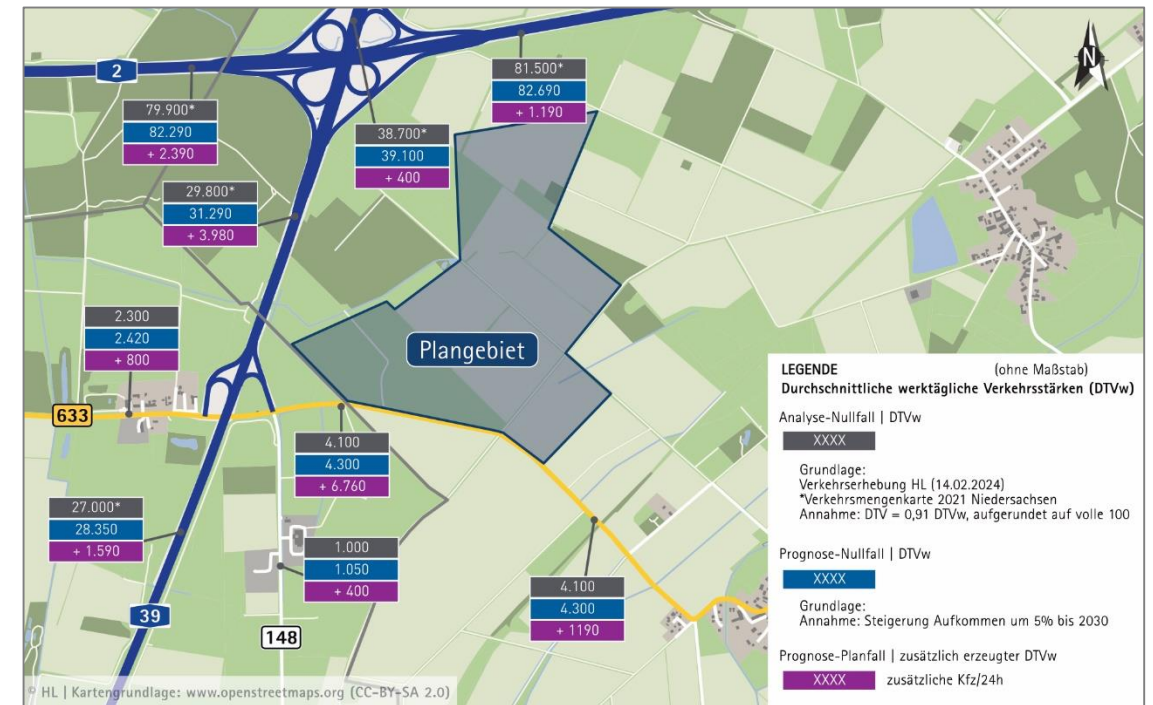 2
79.900*
82.290
+ 2.390
38.700*
39.100
+ 400
81.500*
82.690
+ 1.190
N
29.800*
31.290
+ 3.980
2.300
2.420
+ 800
633
Plangebiet
4.100
4.300
+ 6.760
27.000*
28.350
+ 1.590
1.000
1.050
+ 400
4.100
4.300
+ 1190
39
148
LEGENDE (ohne Maßstab)
Durchschnittliche werktägliche Verkehrsstärken (DTVw)
Analyse-Nullfall | DTVw
XXXX
Grundlage:
Verkehrserhebung HL (14.02.2024)
*Verkehrsmengenkarte 2021 Niedersachsen
Annahme: DTV = 0,91 DTVw, aufgerundet auf volle 100
Prognose-Nullfall | DTVw
XXXX
Grundlage:
Annahme: Steigerung Aufkommen um 5% bis 2030
Prognose-Planfall | zusätzlich erzeugter DTVw
XXXX zusätzliche Kfz/24h
© HL | Kartengrundlage: www.openstreetmaps.org (CC-BY-SA 2.0)